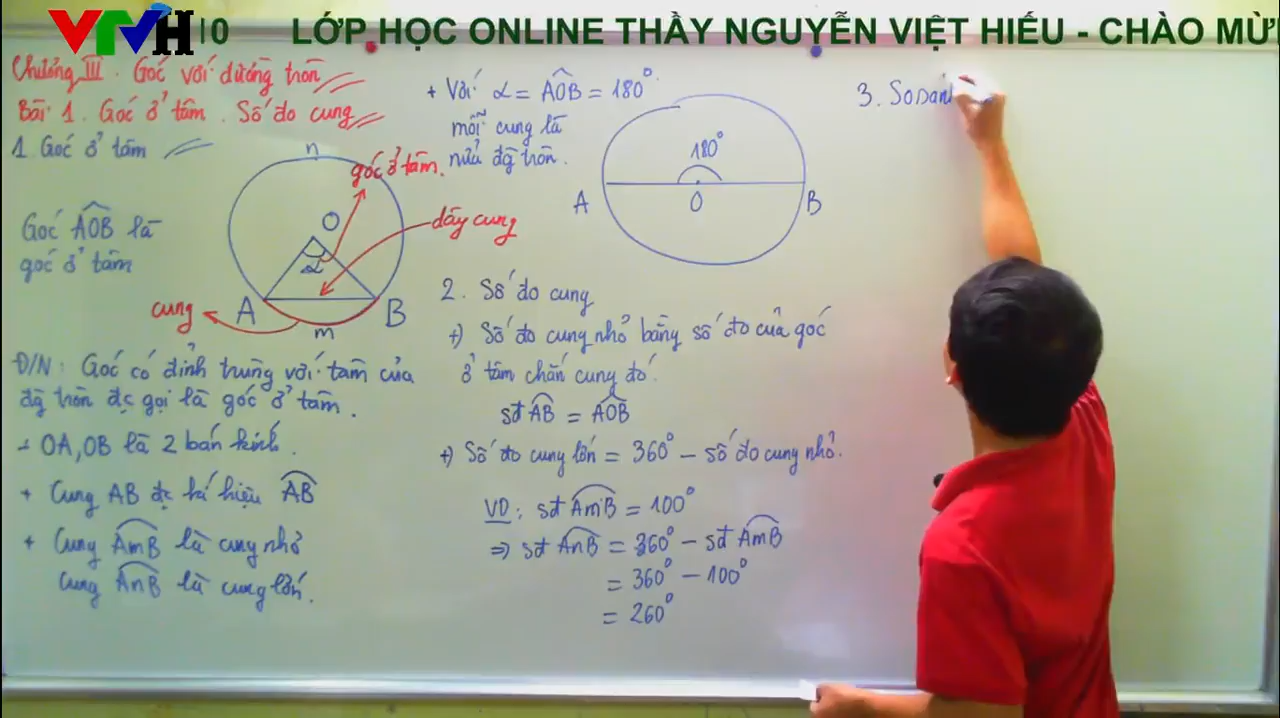 VTVH
10 LỚP HỌC ONLINE THẦY NGUYỄN VIỆT HIẾU - CHÀO MỪ
Chương III. Góc với đường tròn
Bài 1. Góc ở tâm. Số đo cung
1. Góc ở tâm
n
góc ở tâm.
O
Góc AOB là
góc ở tâm
α
dây cung
cung
A
B
m
Đ/N: Góc có đỉnh trùng với tâm của
đg tròn đc gọi là góc ở tâm.
- OA, OB là 2 bán kính.
+ Cung AB đc kí hiệu AB
+ Cung AmB là cung nhỏ
cung AnB là cung lớn.
+ Với α = AOB = 180°
mỗi cung là
nửa đg tròn.
180°
A
O
B
2. Số đo cung
+) Số đo cung nhỏ bằng số đo của góc
ở tâm chắn cung đó.
sđ AB = AOB
+) Số đo cung lớn = 360° - số đo cung nhỏ.
VD: sđ AmB = 100°
=> sđ AnB = 360° - sđ AmB
= 360° - 100°
= 260°
3. So sánh